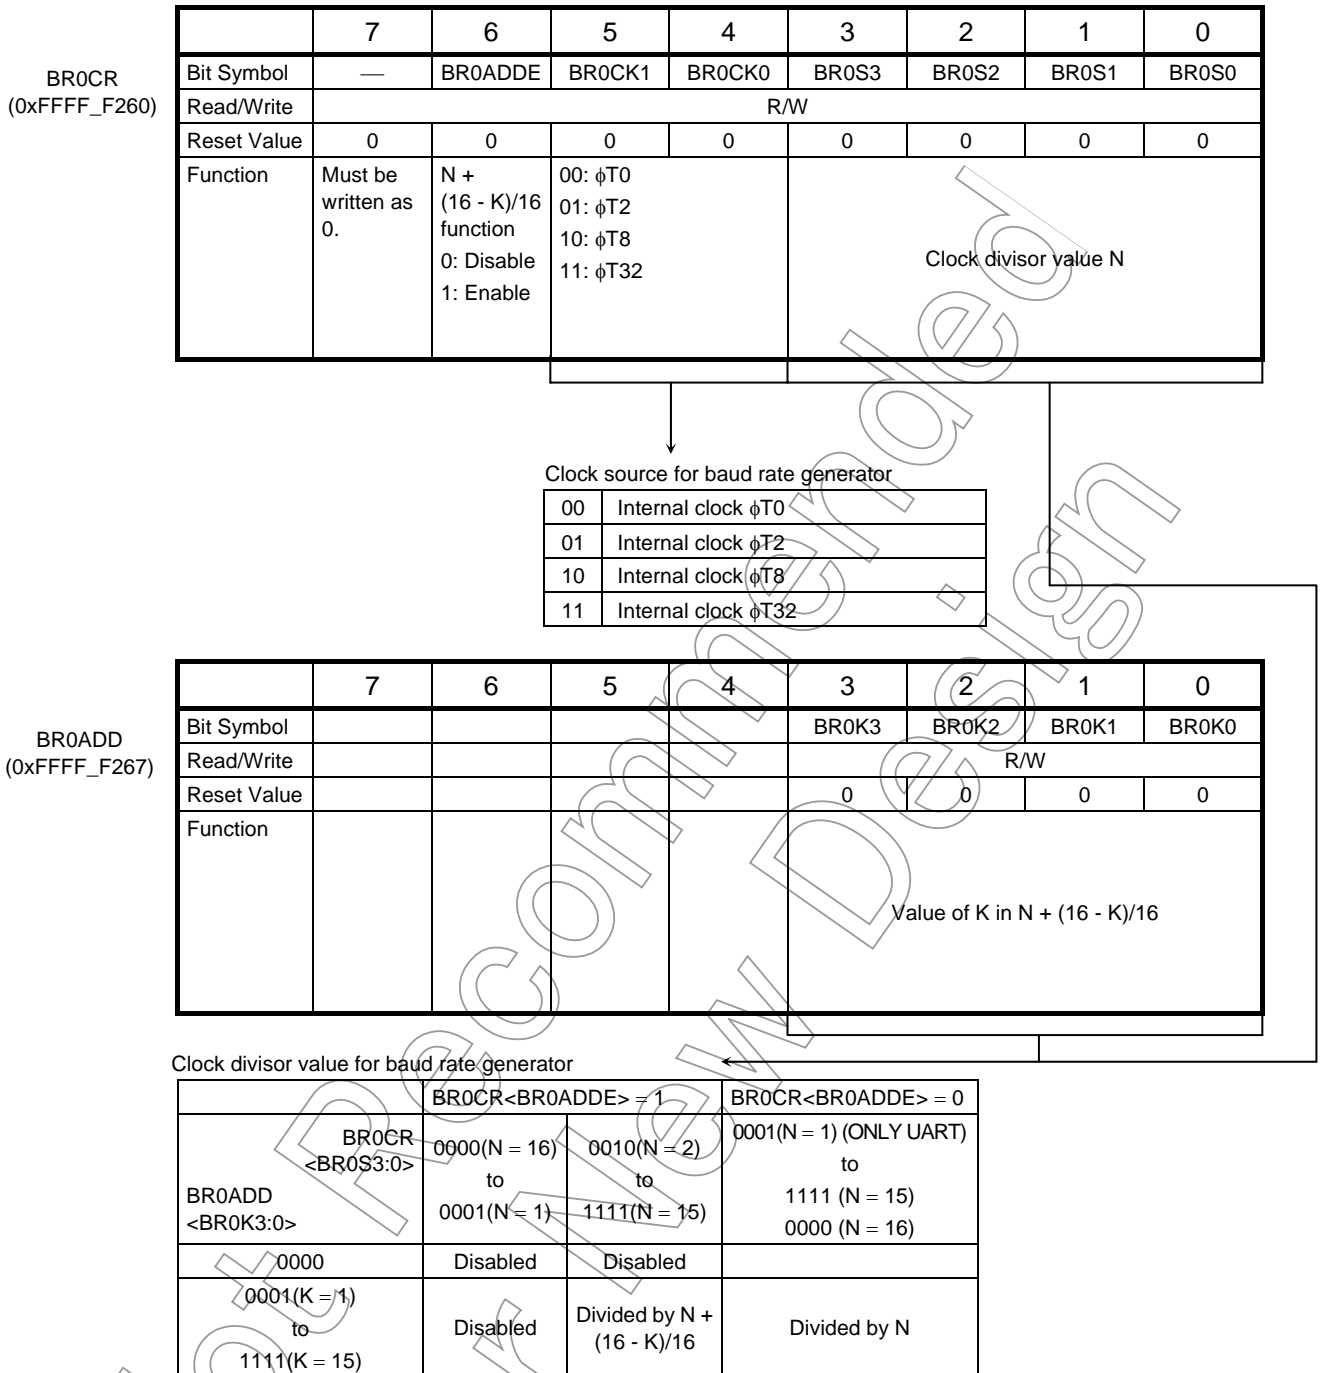 7 6 5 4 3 2 1 0
BR0CR
(0xFFFF_F260)
Bit Symbol — BR0ADDE BR0CK1 BR0CK0 BR0S3 BR0S2 BR0S1 BR0S0
Read/Write R/W
Reset Value 0 0 0 0 0 0 0 0
Function
Must be
written as
0.
N +
(16 - K)/16
function
0: Disable
1: Enable
00: ϕT0
01: ϕT2
10: ϕT8
11: ϕT32
Clock divisor value N
Clock source for baud rate generator
00 Internal clock ϕT0
01 Internal clock ϕT2
10 Internal clock ϕT8
11 Internal clock ϕT32
7 6 5 4 3 2 1 0
BR0ADD
(0xFFFF_F267)
Bit Symbol BR0K3 BR0K2 BR0K1 BR0K0
Read/Write R/W
Reset Value 0 0 0 0
Function
Value of K in N + (16 - K)/16
Clock divisor value for baud rate generator
BR0CR<BR0ADDE> = 1 BR0CR<BR0ADDE> = 0
BR0CR
<BR0S3:0>
BR0ADD
<BR0K3:0>
0000(N = 16)
to
0001(N = 1)
0010(N = 2)
to
1111(N = 15)
0001(N = 1) (ONLY UART)
to
1111 (N = 15)
0000 (N = 16)
0000 Disabled Disabled
0001(K = 1)
to
1111(K = 15)
Disabled
Divided by N +
(16 - K)/16
Divided by N
Not Recommended
for New Design